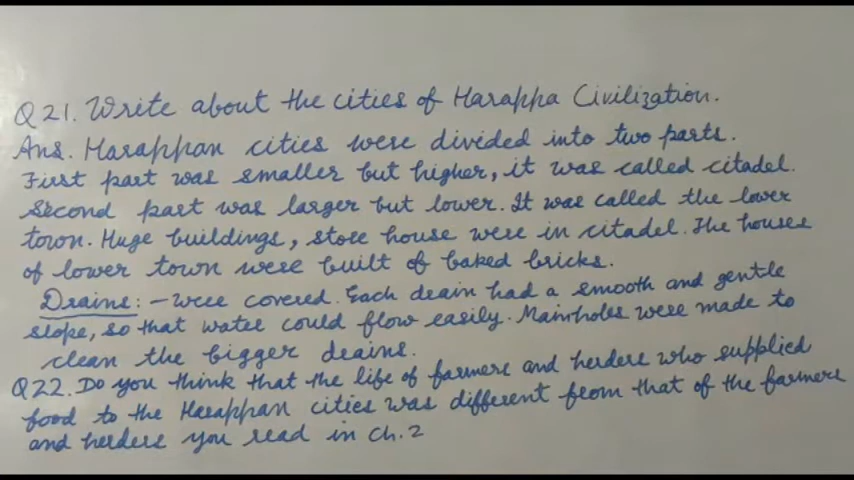 Q21. Write about the cities of Harappa Civilization.
Ans. Harappan cities were divided into two parts.
First part was smaller but higher, it was called citadel.
Second part was larger but lower. It was called the lower
town. Huge buildings, store house were in citadel. The houses
of lower town were built of baked bricks.
Drains: - were covered. Each drain had a smooth and gentle
slope, so that water could flow easily. Mainholes were made to
clean the bigger drains.
Q22. Do you think that the life of farmers and herders who supplied
food to the Harappan cities was different from that of the farmers
and herders you read in ch. 2